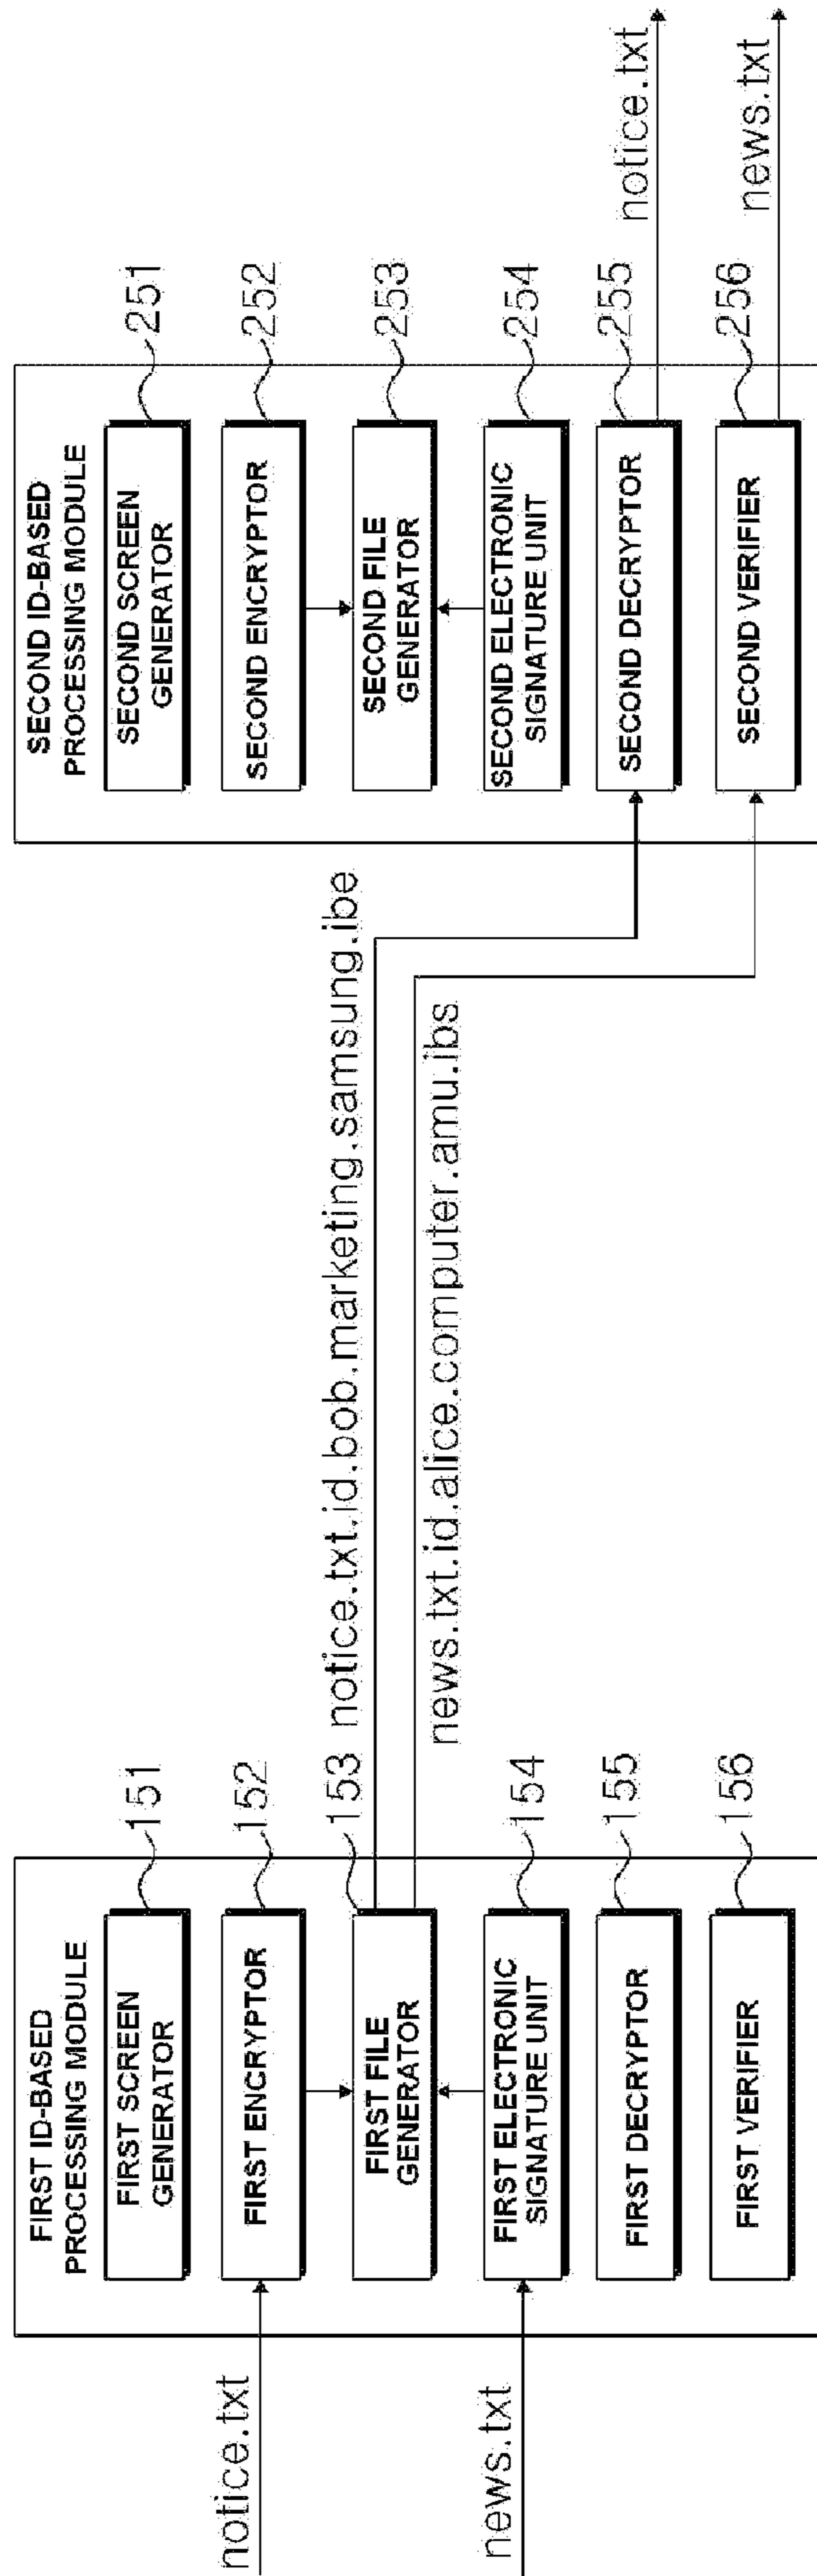 notice.txt
news.txt
FIRST ID-BASED
PROCESSING MODULE
FIRST SCREEN
GENERATOR
151
FIRST ENCRYPTOR
152
FIRST FILE
GENERATOR
153
FIRST ELECTRONIC
SIGNATURE UNIT
154
FIRST DECRYPTOR
155
FIRST VERIFIER
156
notice.txt.id.bob.marketing.samsung.ibe
news.txt.id.alice.computer.amu.ibs
SECOND ID-BASED
PROCESSING MODULE
SECOND SCREEN
GENERATOR
251
SECOND ENCRYPTOR
252
SECOND FILE
GENERATOR
253
SECOND ELECTRONIC
SIGNATURE UNIT
254
SECOND DECRYPTOR
255
SECOND VERIFIER
256
notice.txt
news.txt